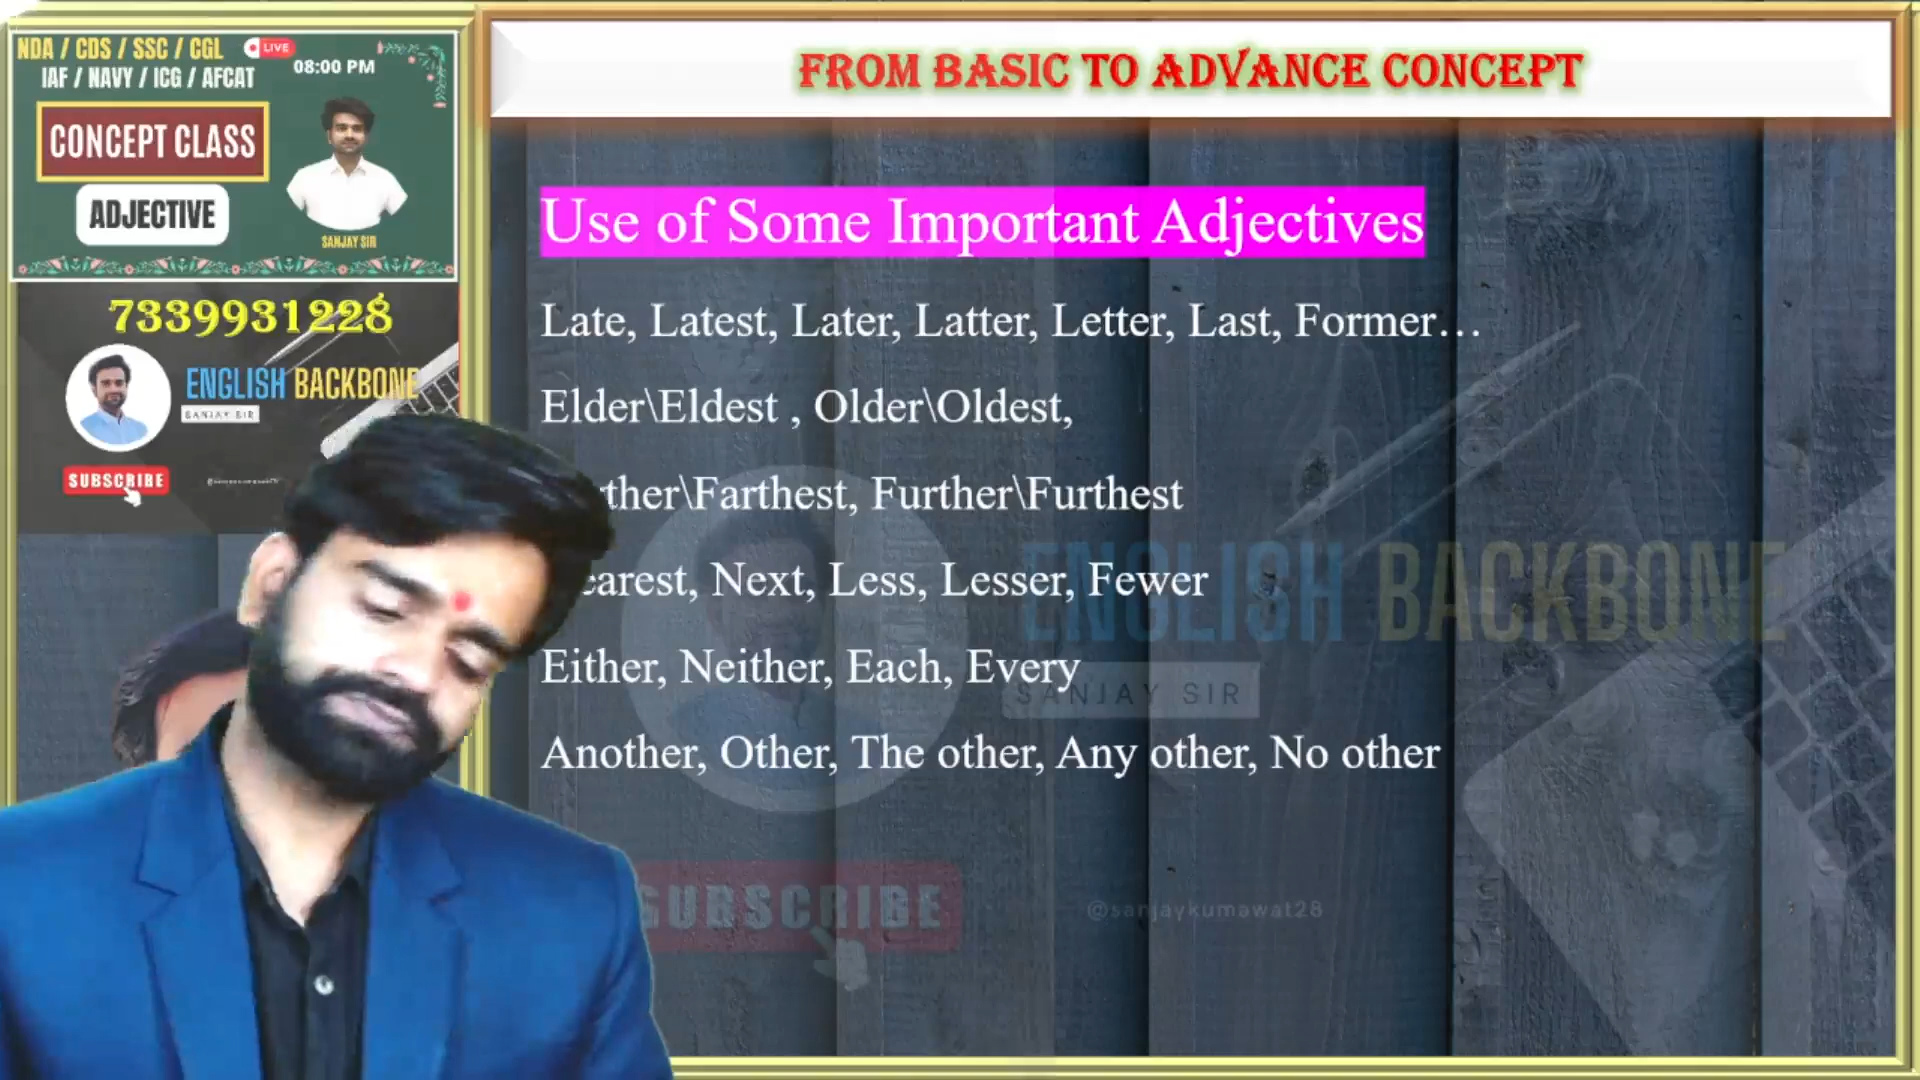 NDA / CDS / SSC / CGL
LIVE
IAF / NAVY / ICG / AFCAT
08:00 PM
CONCEPT CLASS
ADJECTIVE
SANJAY SIR
7339931228
ENGLISH BACKBONE
SANJAY SIR
SUBSCRIBE
FROM BASIC TO ADVANCE CONCEPT
Use of Some Important Adjectives
Late, Latest, Later, Latter, Letter, Last, Former…
Elder\Eldest , Older\Oldest,
ther\Farthest, Further\Furthest
earest, Next, Less, Lesser, Fewer
Either, Neither, Each, Every
Another, Other, The other, Any other, No other
ENGLISH BACKBONE
SANJAY SIR
SUBSCRIBE
@sanjaykumawat28